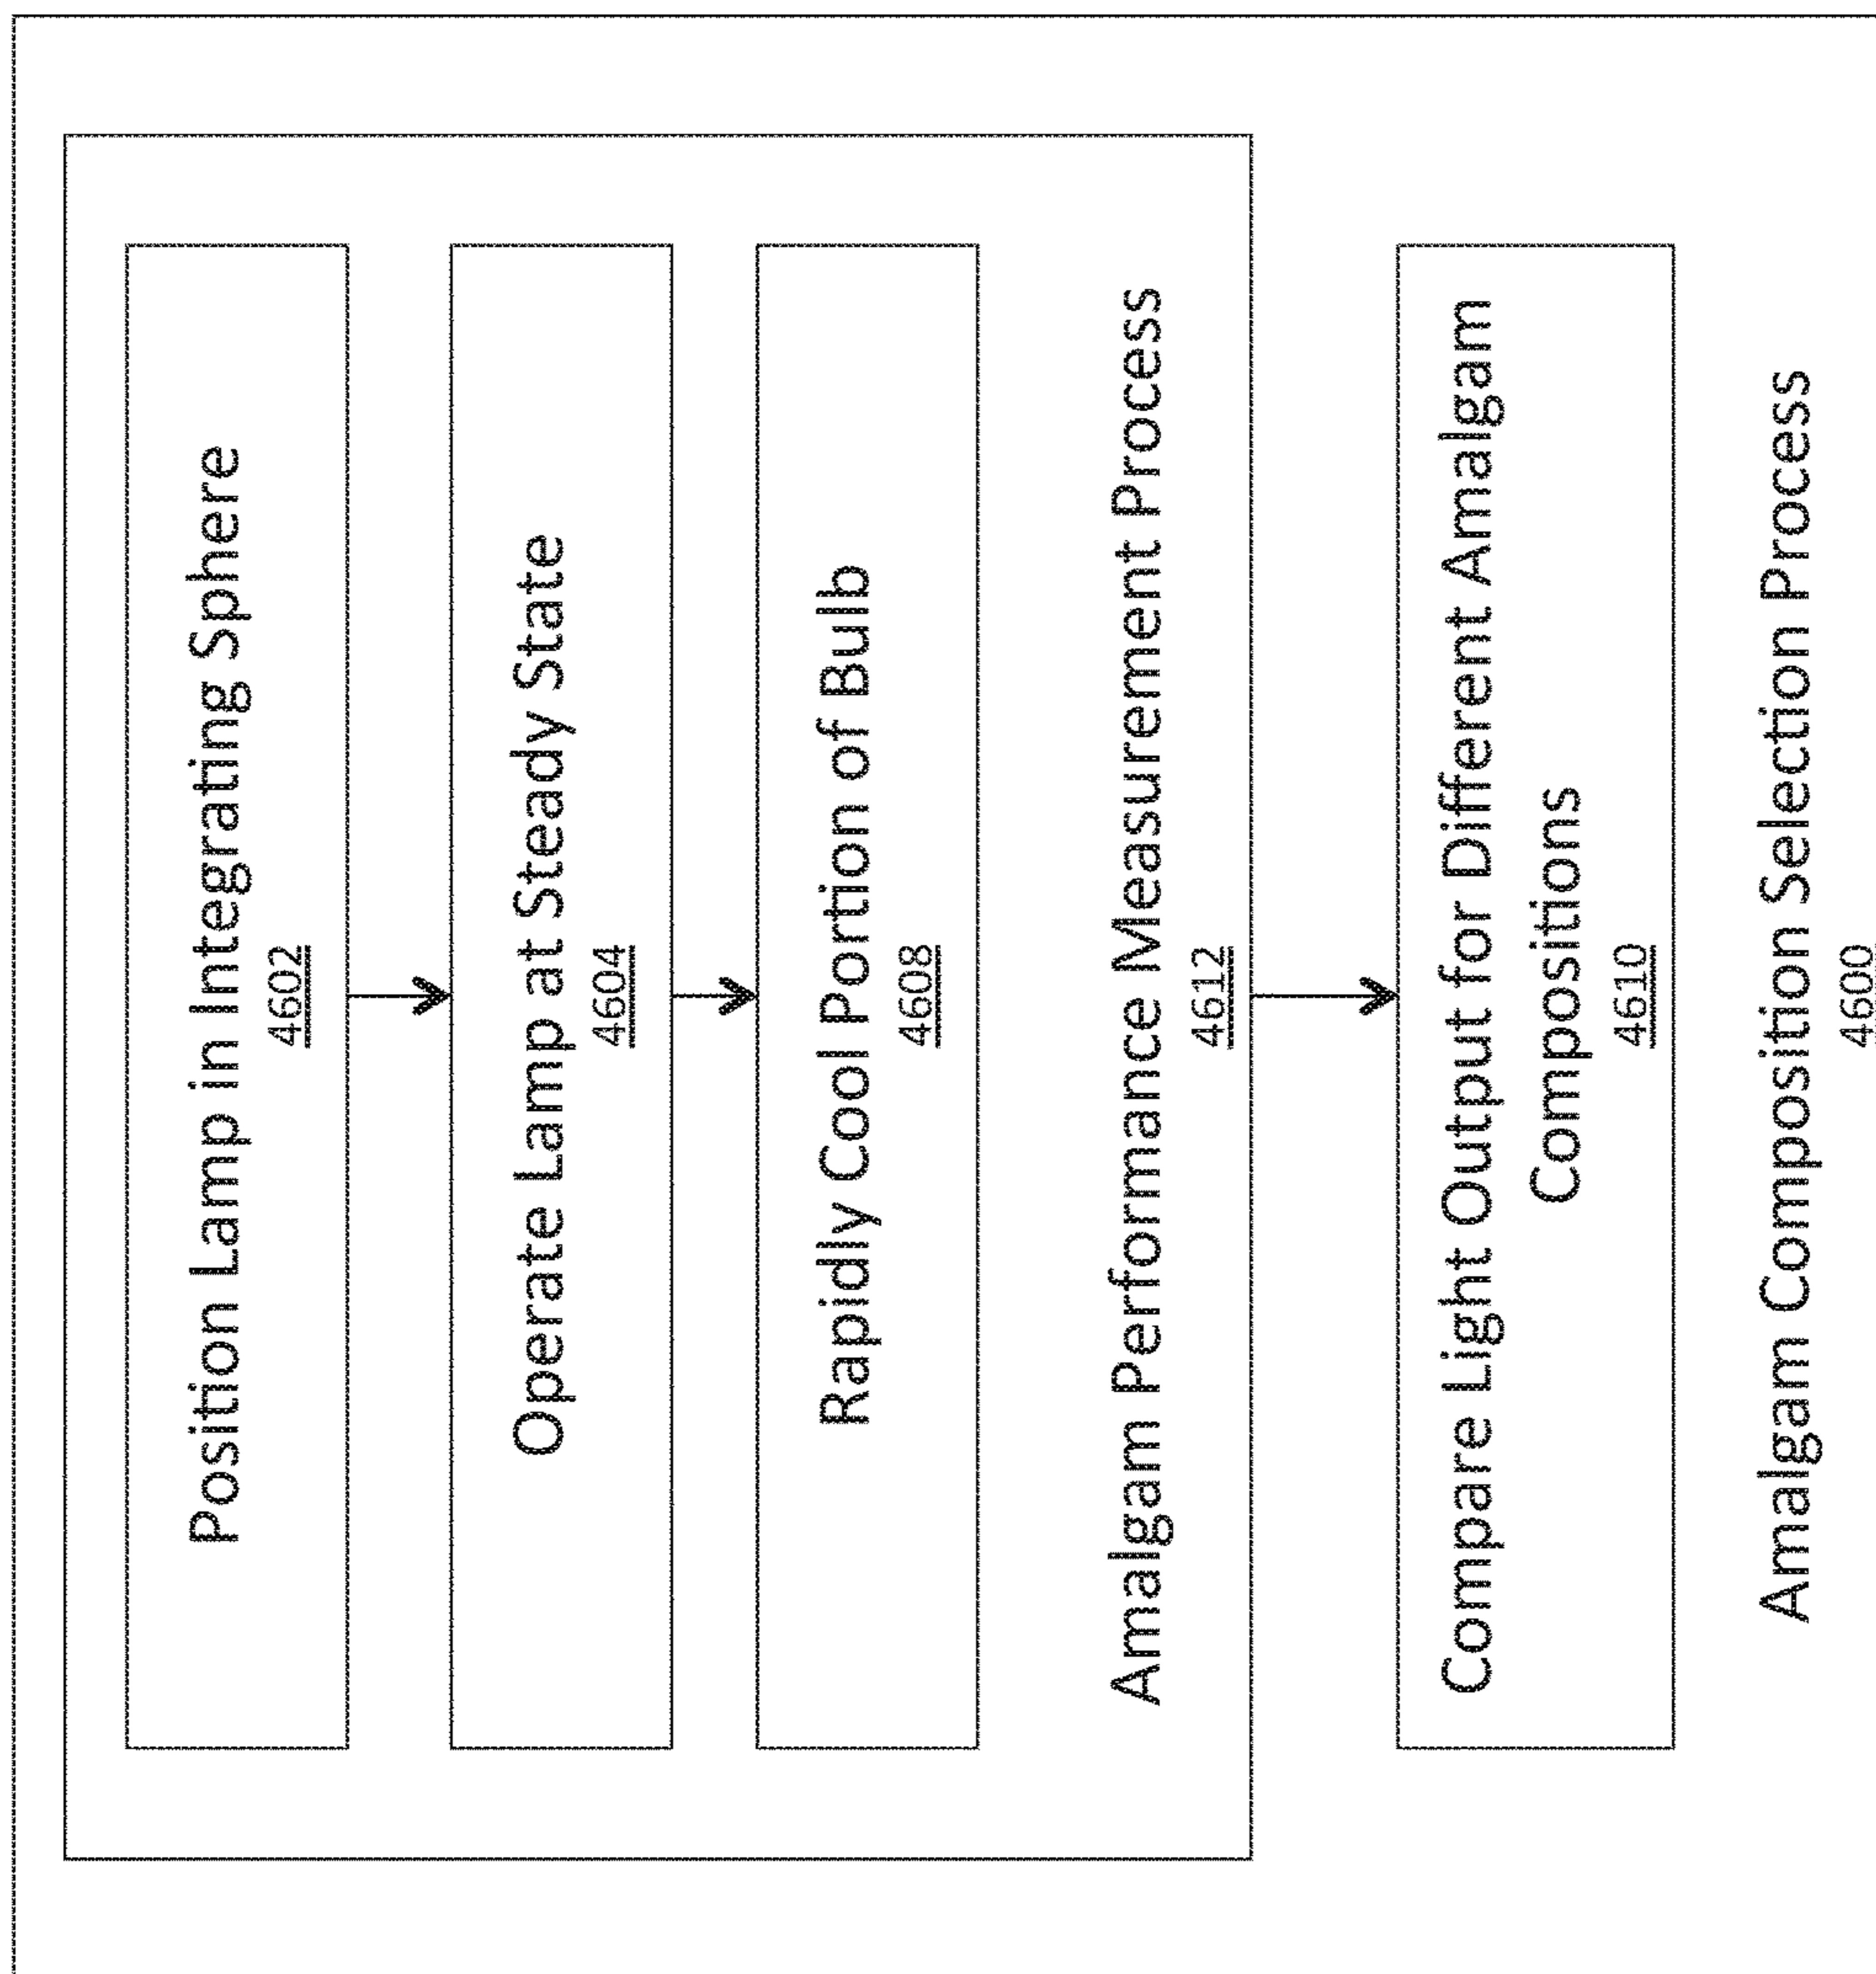 Position Lamp in Integrating Sphere
4602
Operate Lamp at Steady State
4604
Rapidly Cool Portion of Bulb
4608
Amalgam Performance Measurement Process
4612
Compare Light Output for Different Amalgam
Compositions
4610
Amalgam Composition Selection Process
4600